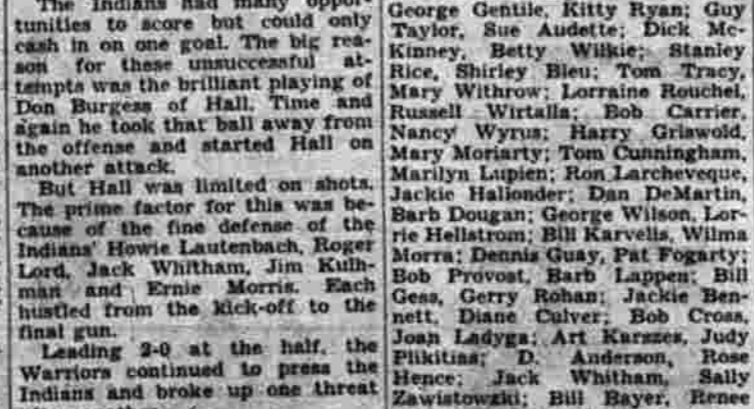 The Indians had many oppor-
tunities to score but could only
cash in on one goal. The big rea-
son for these unsuccessful at-
tempts was the brilliant playing of
Don Burgess of Hall. Time and
again he took that ball away from
the offense and started Hall on
another attack.
But Hall was limited on shots.
The prime factor for this was be-
cause of the fine defense of the
Indians' Howie Lautenbach, Roger
Lord, Jack Whitham, Jim Kulh-
man and Ernie Morris. Each
hustled from the kick-off to the
final gun.
Leading 2-0 at the half, the
Warriors continued to press the
Indians and broke up one threat
George Gentile, Kitty Ryan; Guy
Taylor, Sue Audette; Dick Mc-
Kinney, Betty Wilkie; Stanley
Rice, Shirley Bleu; Tom Tracy,
Mary Withrow; Lorraine Rouchel,
Russell Wirtalla; Bob Carrier,
Nancy Wyrus; Harry Griswold,
Mary Moriarty; Tom Cunningham,
Marilyn Lupien; Ron Larcheveque,
Jackie Hallonder; Dan DeMartin,
Barb Dougan; George Wilson, Lor-
rie Hellstrom; Bill Karvelis, Wilma
Morra; Dennis Guay, Pat Fogarty;
Bob Provost, Barb Lappen; Bill
Gess, Gerry Rohan; Jackie Ben-
nett, Diane Culver; Bob Cross,
Joan Ladyga; Art Karszes, Judy
Plikitias; D. Anderson, Rose
Hence; Jack Whitham, Sally
Zawistowski; Bill Bayer, Renee